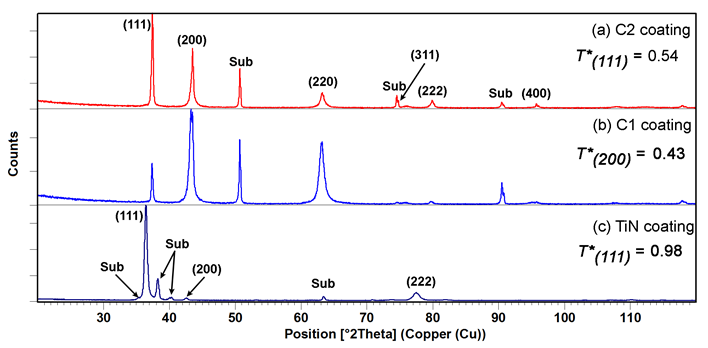 (111)
(200)
Sub
(220)
Sub
(311)
(222)
Sub
(400)
(a) C2 coating
T*(111) = 0.54
(b) C1 coating
T*(200) = 0.43
Counts
(111)
Sub
Sub
(200)
Sub
(222)
(c) TiN coating
T*(111) = 0.98
30 40 50 60 70 80 90 100 110
Position [°2Theta] (Copper (Cu))